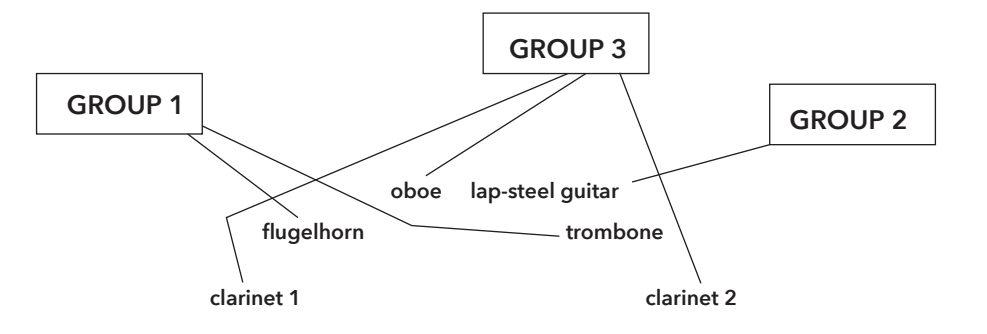 GROUP 3
GROUP 1
GROUP 2
oboe
lap-steel guitar
flugelhorn
trombone
clarinet 1
clarinet 2